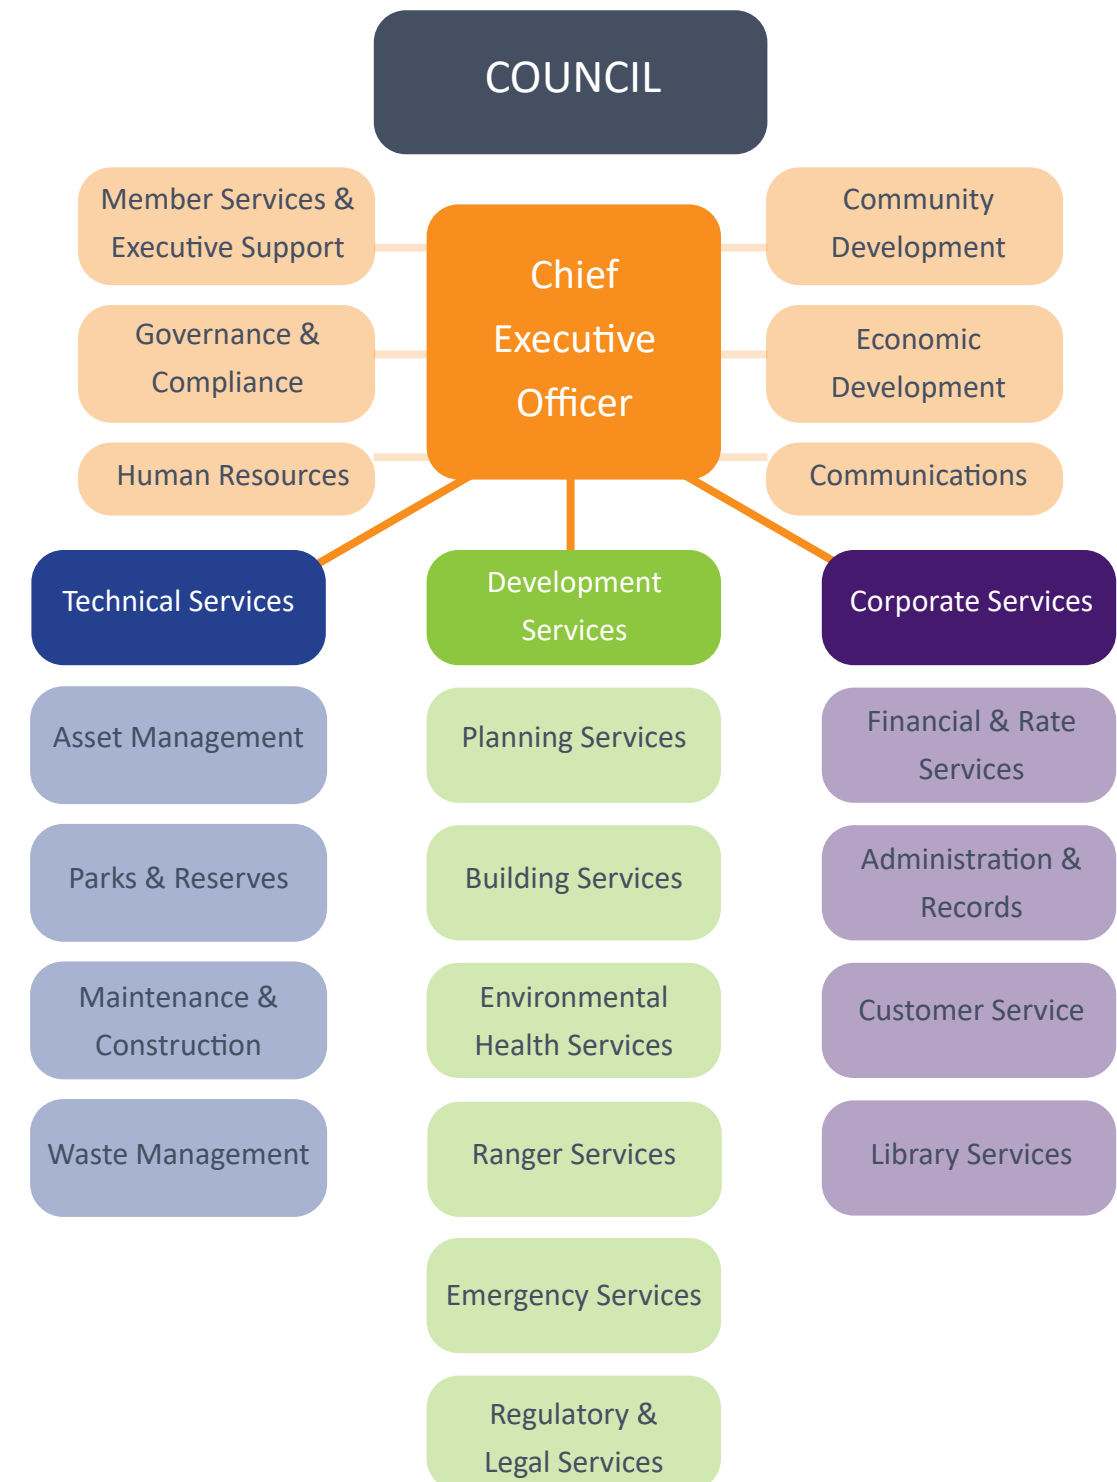 COUNCIL
Member Services &
Executive Support
Governance &
Compliance
Human Resources
Chief
Executive
Officer
Community
Development
Economic
Development
Communications
Technical Services
Asset Management
Parks & Reserves
Maintenance &
Construction
Waste Management
Development
Services
Planning Services
Building Services
Environmental
Health Services
Ranger Services
Emergency Services
Regulatory &
Legal Services
Corporate Services
Financial & Rate
Services
Administration &
Records
Customer Service
Library Services